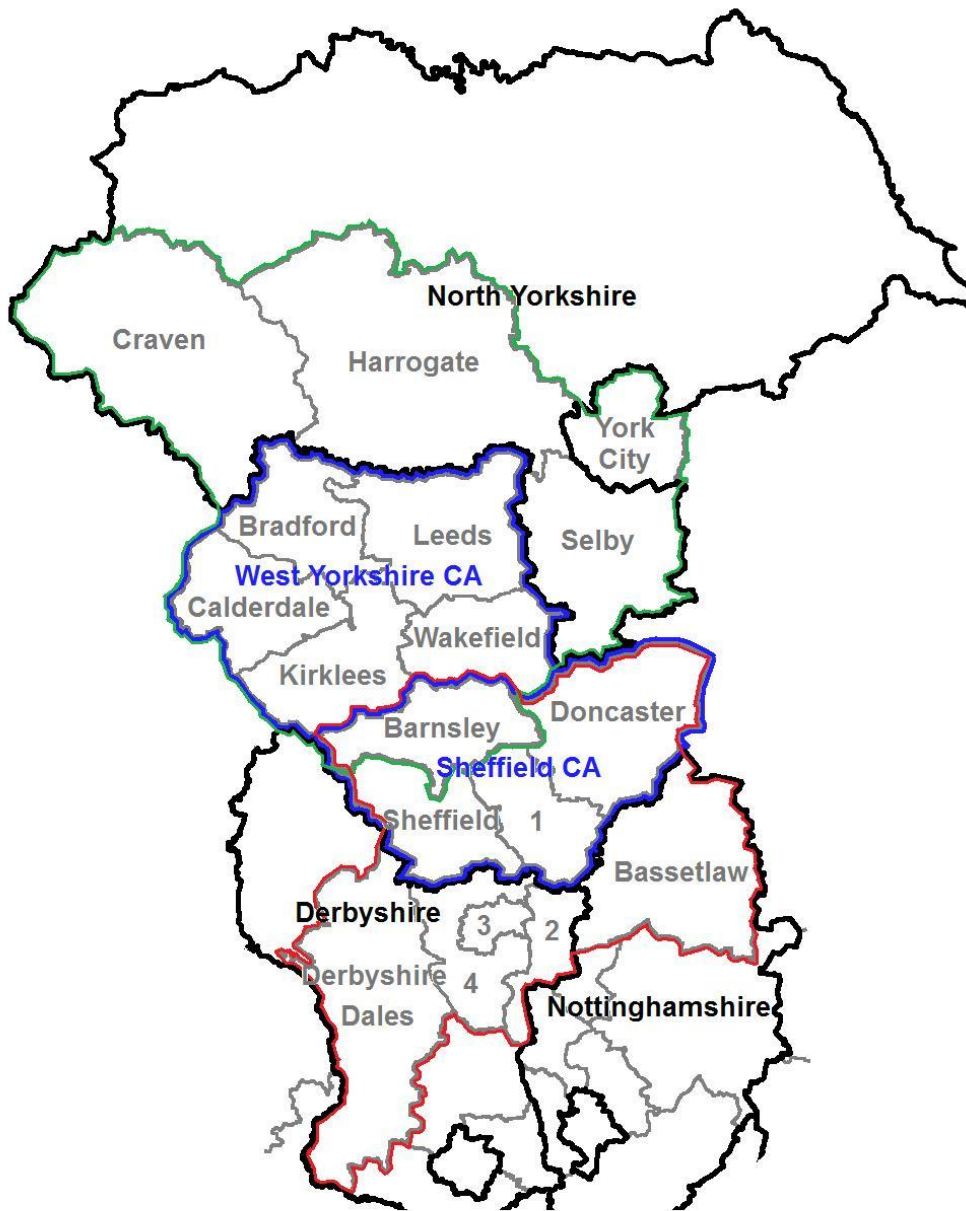 North Yorkshire
Craven
Harrogate
York
City
Bradford
Leeds
Selby
West Yorkshire CA
Calderdale
Wakefield
Kirklees
Doncaster
Barnsley
Sheffield CA
Sheffield
1
Bassetlaw
Derbyshire
3
2
Derbyshire
Dales
4
Nottinghamshire